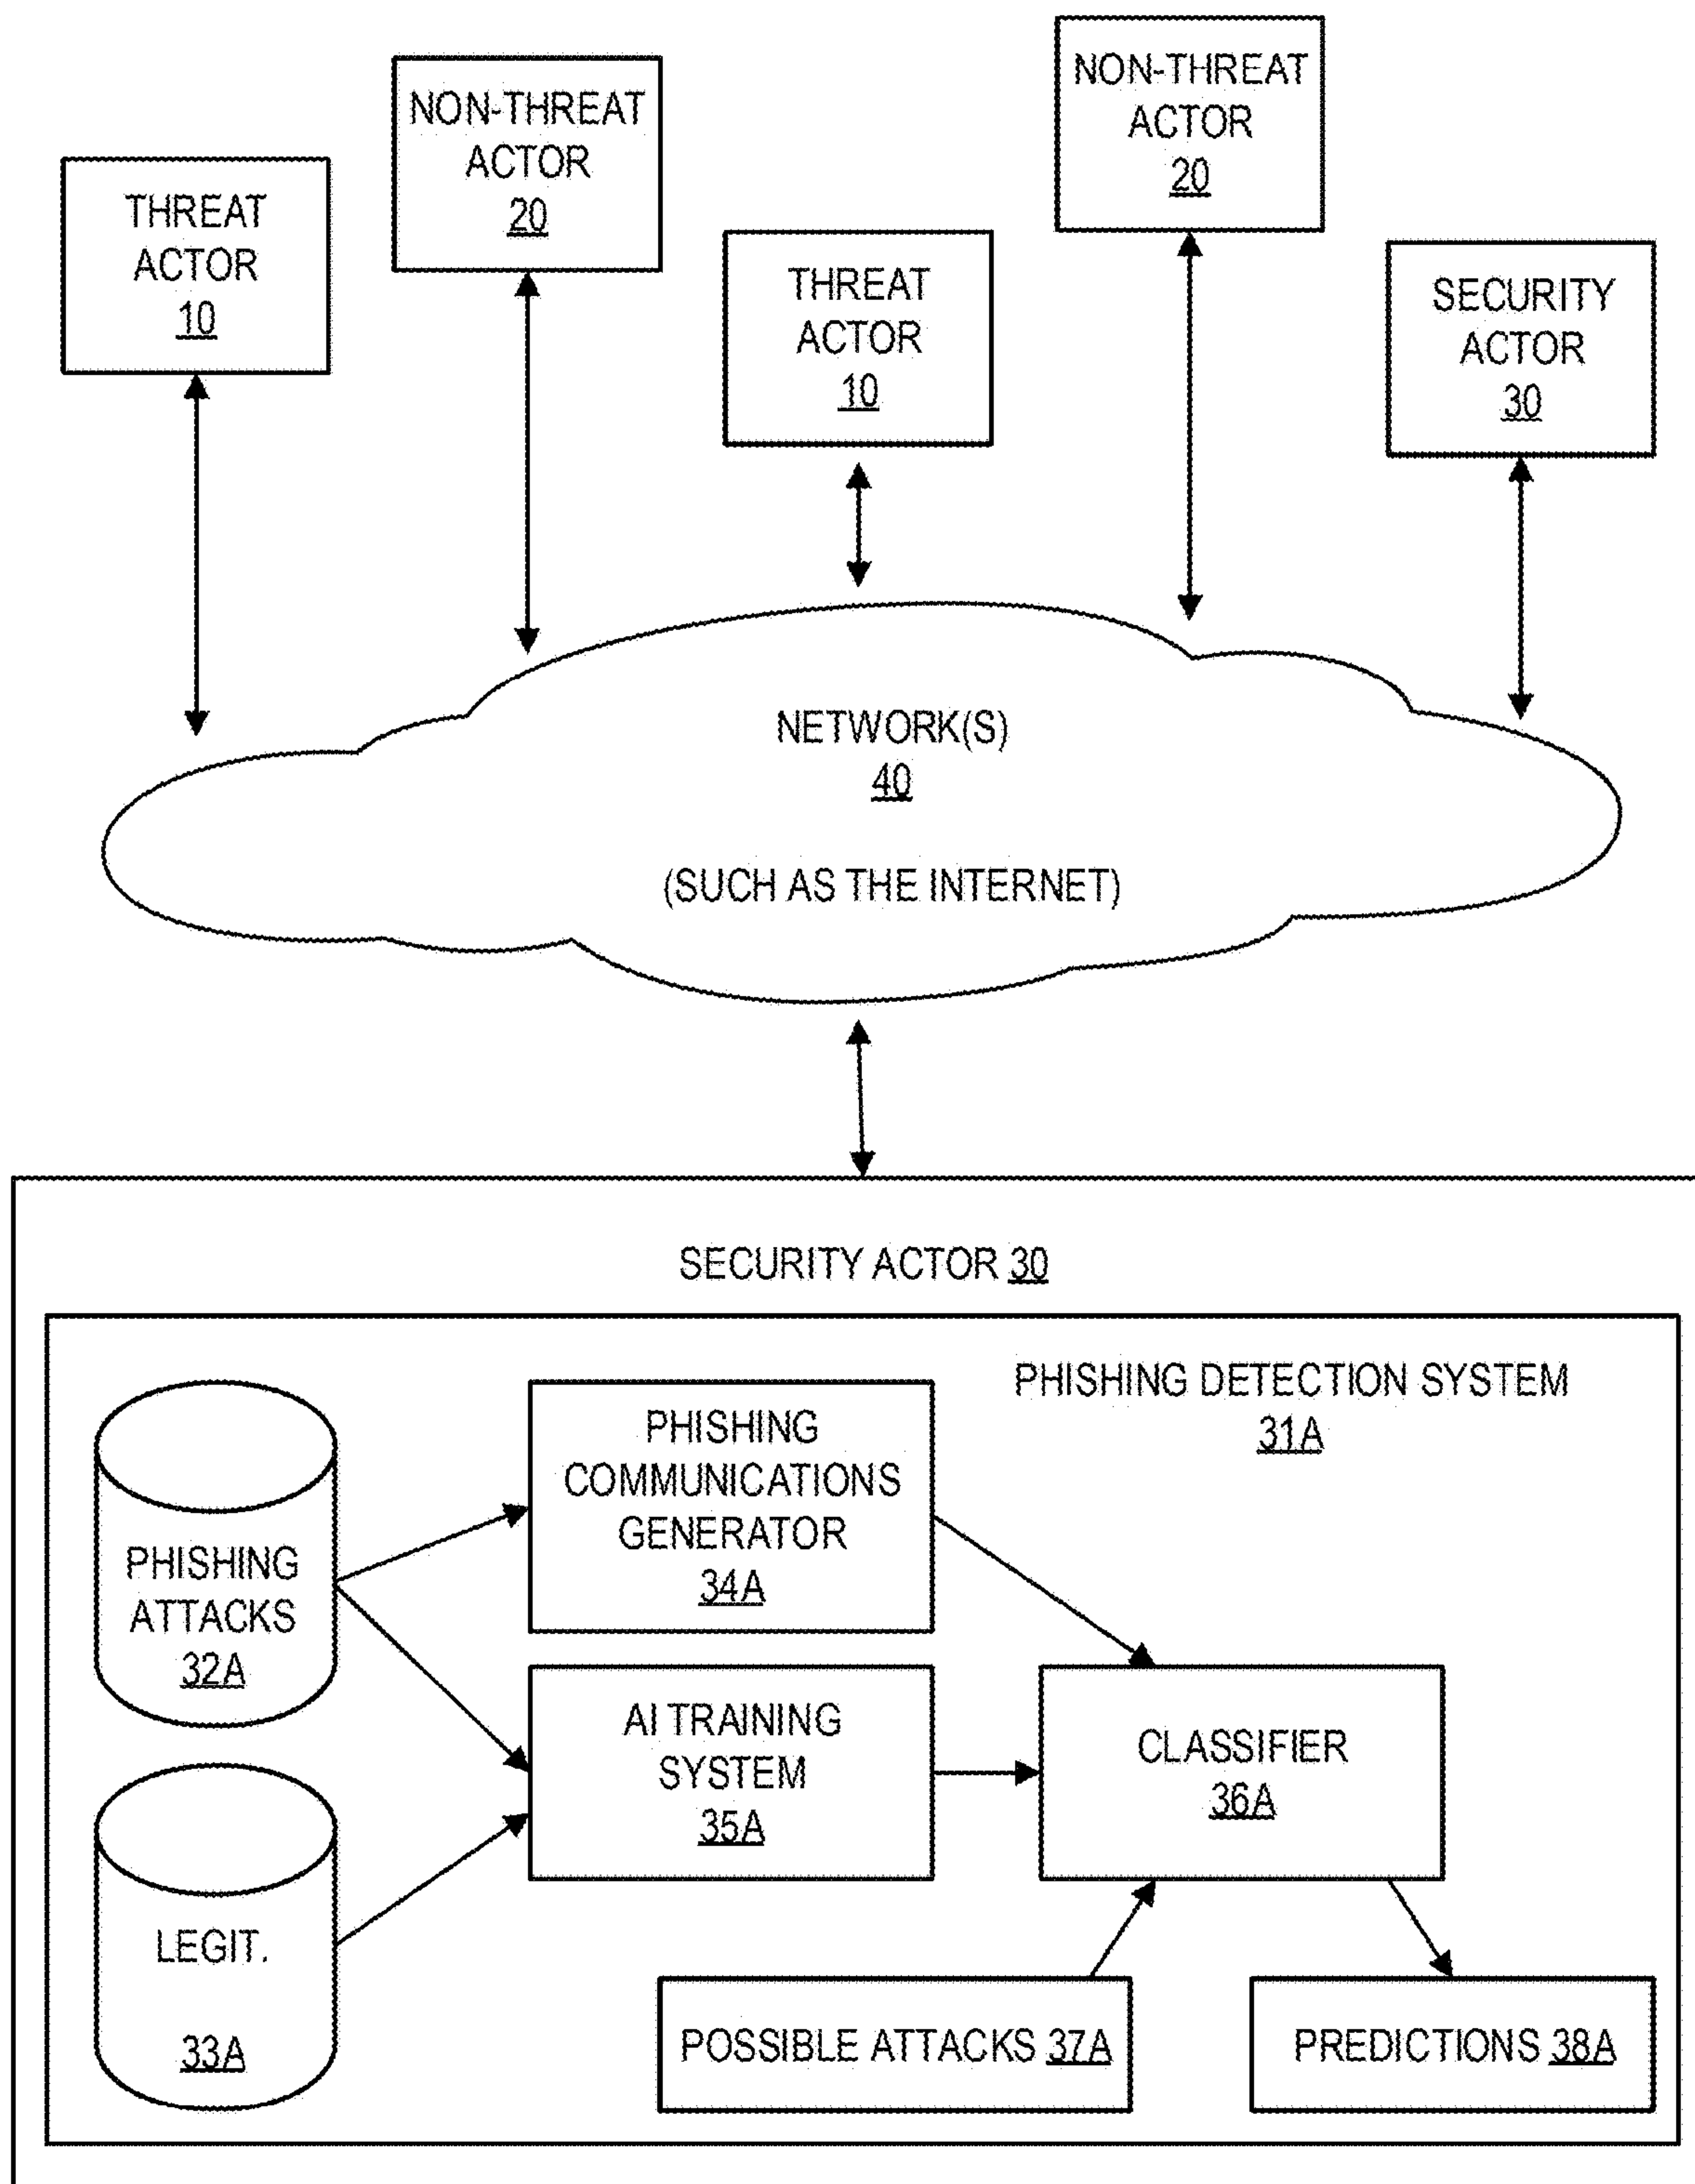 THREAT
ACTOR
10
NON-THREAT
ACTOR
20
THREAT
ACTOR
10
NON-THREAT
ACTOR
20
SECURITY
ACTOR
30
NETWORK(S)
40
(SUCH AS THE INTERNET)
SECURITY ACTOR 30
PHISHING DETECTION SYSTEM
31A
PHISHING
ATTACKS
32A
PHISHING
COMMUNICATIONS
GENERATOR
34A
AI TRAINING
SYSTEM
35A
CLASSIFIER
36A
LEGIT.
33A
POSSIBLE ATTACKS 37A
PREDICTIONS 38A